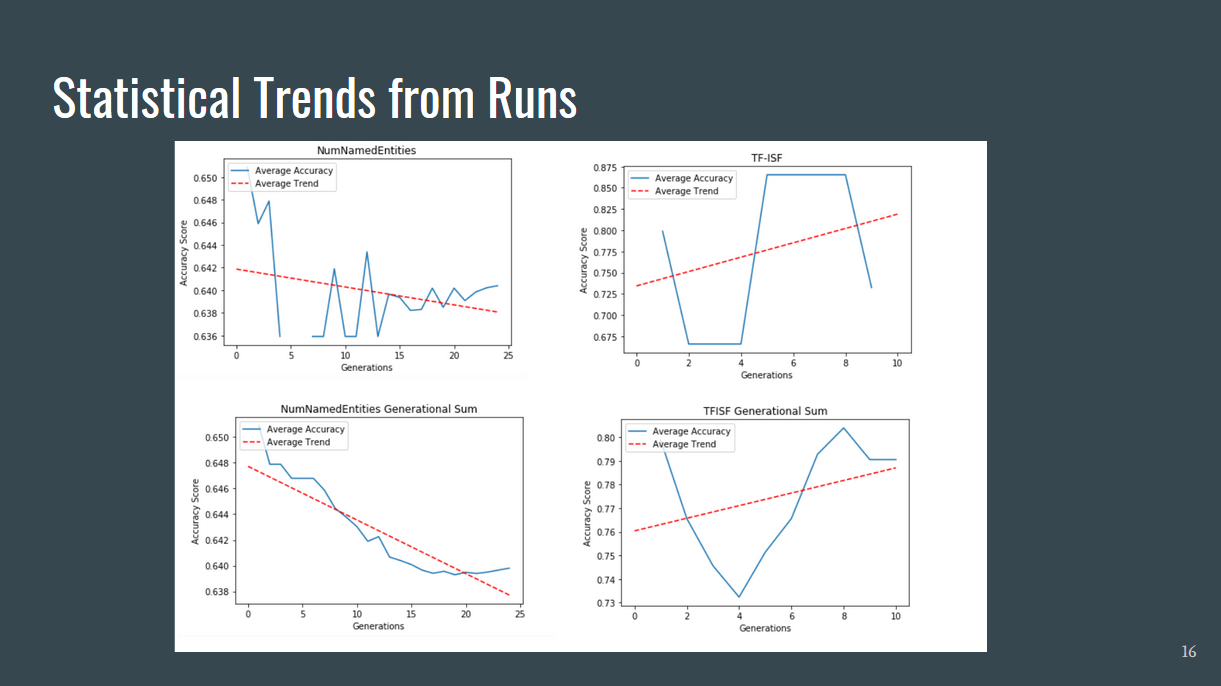 Statistical Trends from Runs
NumNamedEntities
Average Accuracy
Average Trend
0.650
0.648
0.646
0.644
0.642
0.640
0.638
0.636
Accuracy Score
0 5 10 15 20 25
Generations
TF-ISF
Average Accuracy
Average Trend
0.875
0.850
0.825
0.800
0.775
0.750
0.725
0.700
0.675
Accuracy Score
0 2 4 6 8 10
Generations
NumNamedEntities Generational Sum
Average Accuracy
Average Trend
0.650
0.648
0.646
0.644
0.642
0.640
0.638
Accuracy Score
0 5 10 15 20 25
Generations
TFISF Generational Sum
Average Accuracy
Average Trend
0.80
0.79
0.78
0.77
0.76
0.75
0.74
0.73
Accuracy Score
0 2 4 6 8 10
Generations
16